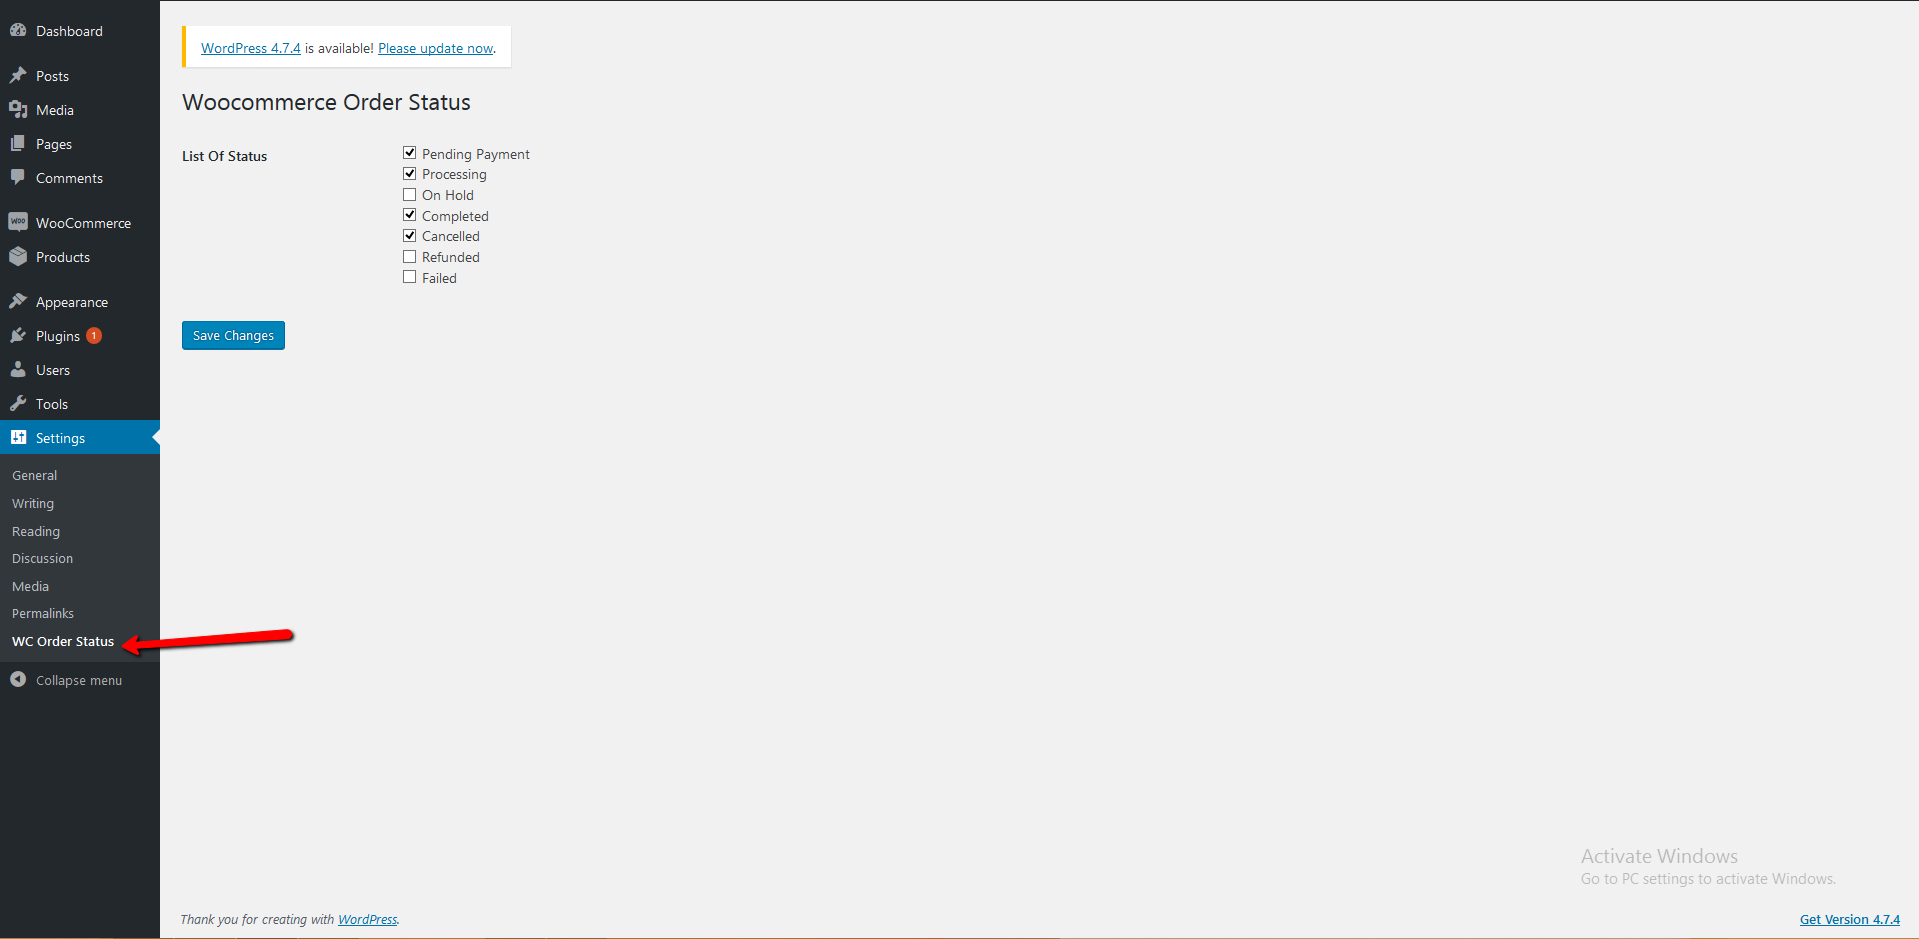 Dashboard
Posts
Media
Pages
Comments
WOO
WooCommerce
Products
Appearance
Plugins 1
Users
Tools
Settings
General
Writing
Reading
Discussion
Media
Permalinks
WC Order Status
Collapse menu
WordPress 4.7.4 is available! Please update now.
Woocommerce Order Status
List Of Status
Pending Payment
Processing
On Hold
Completed
Cancelled
Refunded
Failed
Save Changes
Activate Windows
Go to PC settings to activate Windows.
Thank you for creating with WordPress.
Get Version 4.7.4